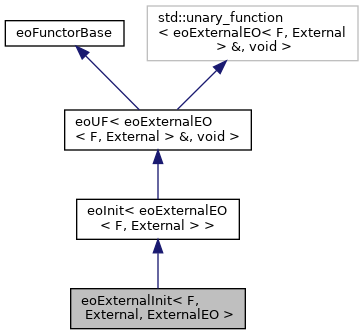 std::unary_function
< eoExternalEO< F, External
> &, void >
eoFunctorBase
eoUF< eoExternalEO
< F, External > &, void >
eoInit< eoExternalEO
< F, External > >
eoExternalInit< F,
External, ExternalEO >